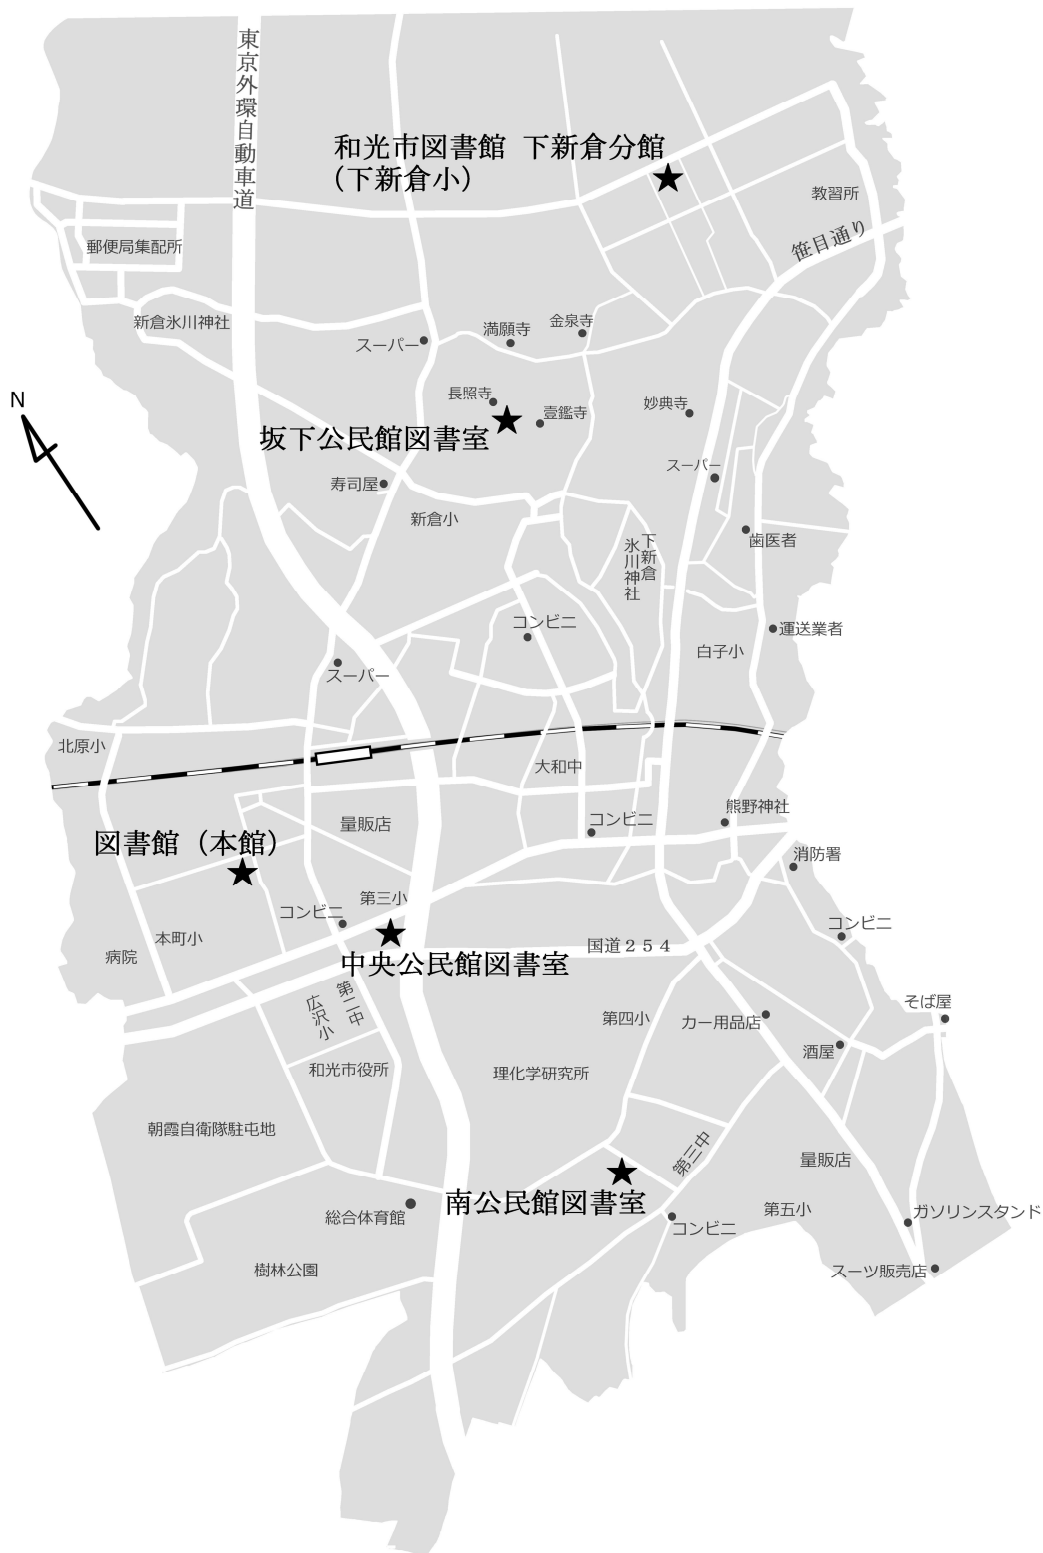 東京外環自動車道
和光市図書館 下新倉分館
(下新倉小)
教習所
笹目通り
郵便局集配所
新倉氷川神社
スーパー
満願寺
金泉寺
長照寺
壹鑑寺
妙典寺
N
坂下公民館図書室
スーパー
寿司屋
新倉小
歯医者
下新倉
氷川神社
コンビニ
運送業者
白子小
スーパー
北原小
大和中
熊野神社
コンビニ
量販店
図書館（本館）
消防署
第三小
コンビニ
コンビニ
本町小
国道２５４
病院
中央公民館図書室
第二中
広沢小
そば屋
第四小
カー用品店
酒屋
和光市役所
理化学研究所
朝霞自衛隊駐屯地
第三中
量販店
南公民館図書室
第五小
ガソリンスタンド
総合体育館
コンビニ
樹林公園
スーツ販売店